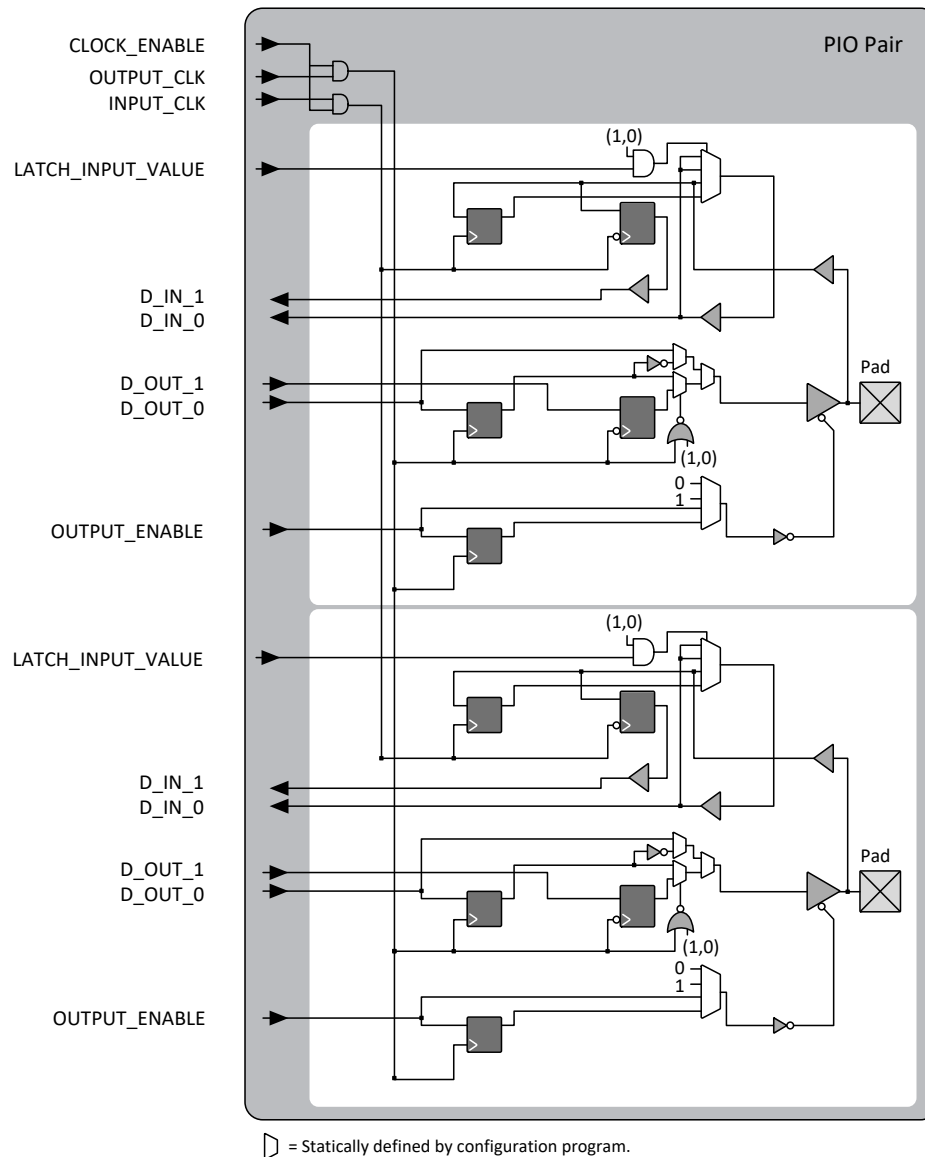 CLOCK_ENABLE
PIO Pair
OUTPUT_CLK
INPUT_CLK
(1,0)
LATCH_INPUT_VALUE
D_IN_1
D_IN_0
Pad
D_OUT_1
D_OUT_0
(1,0)
0
1
OUTPUT_ENABLE
(1,0)
LATCH_INPUT_VALUE
D_IN_1
D_IN_0
Pad
D_OUT_1
D_OUT_0
(1,0)
0
1
OUTPUT_ENABLE
= Statically defined by configuration program.